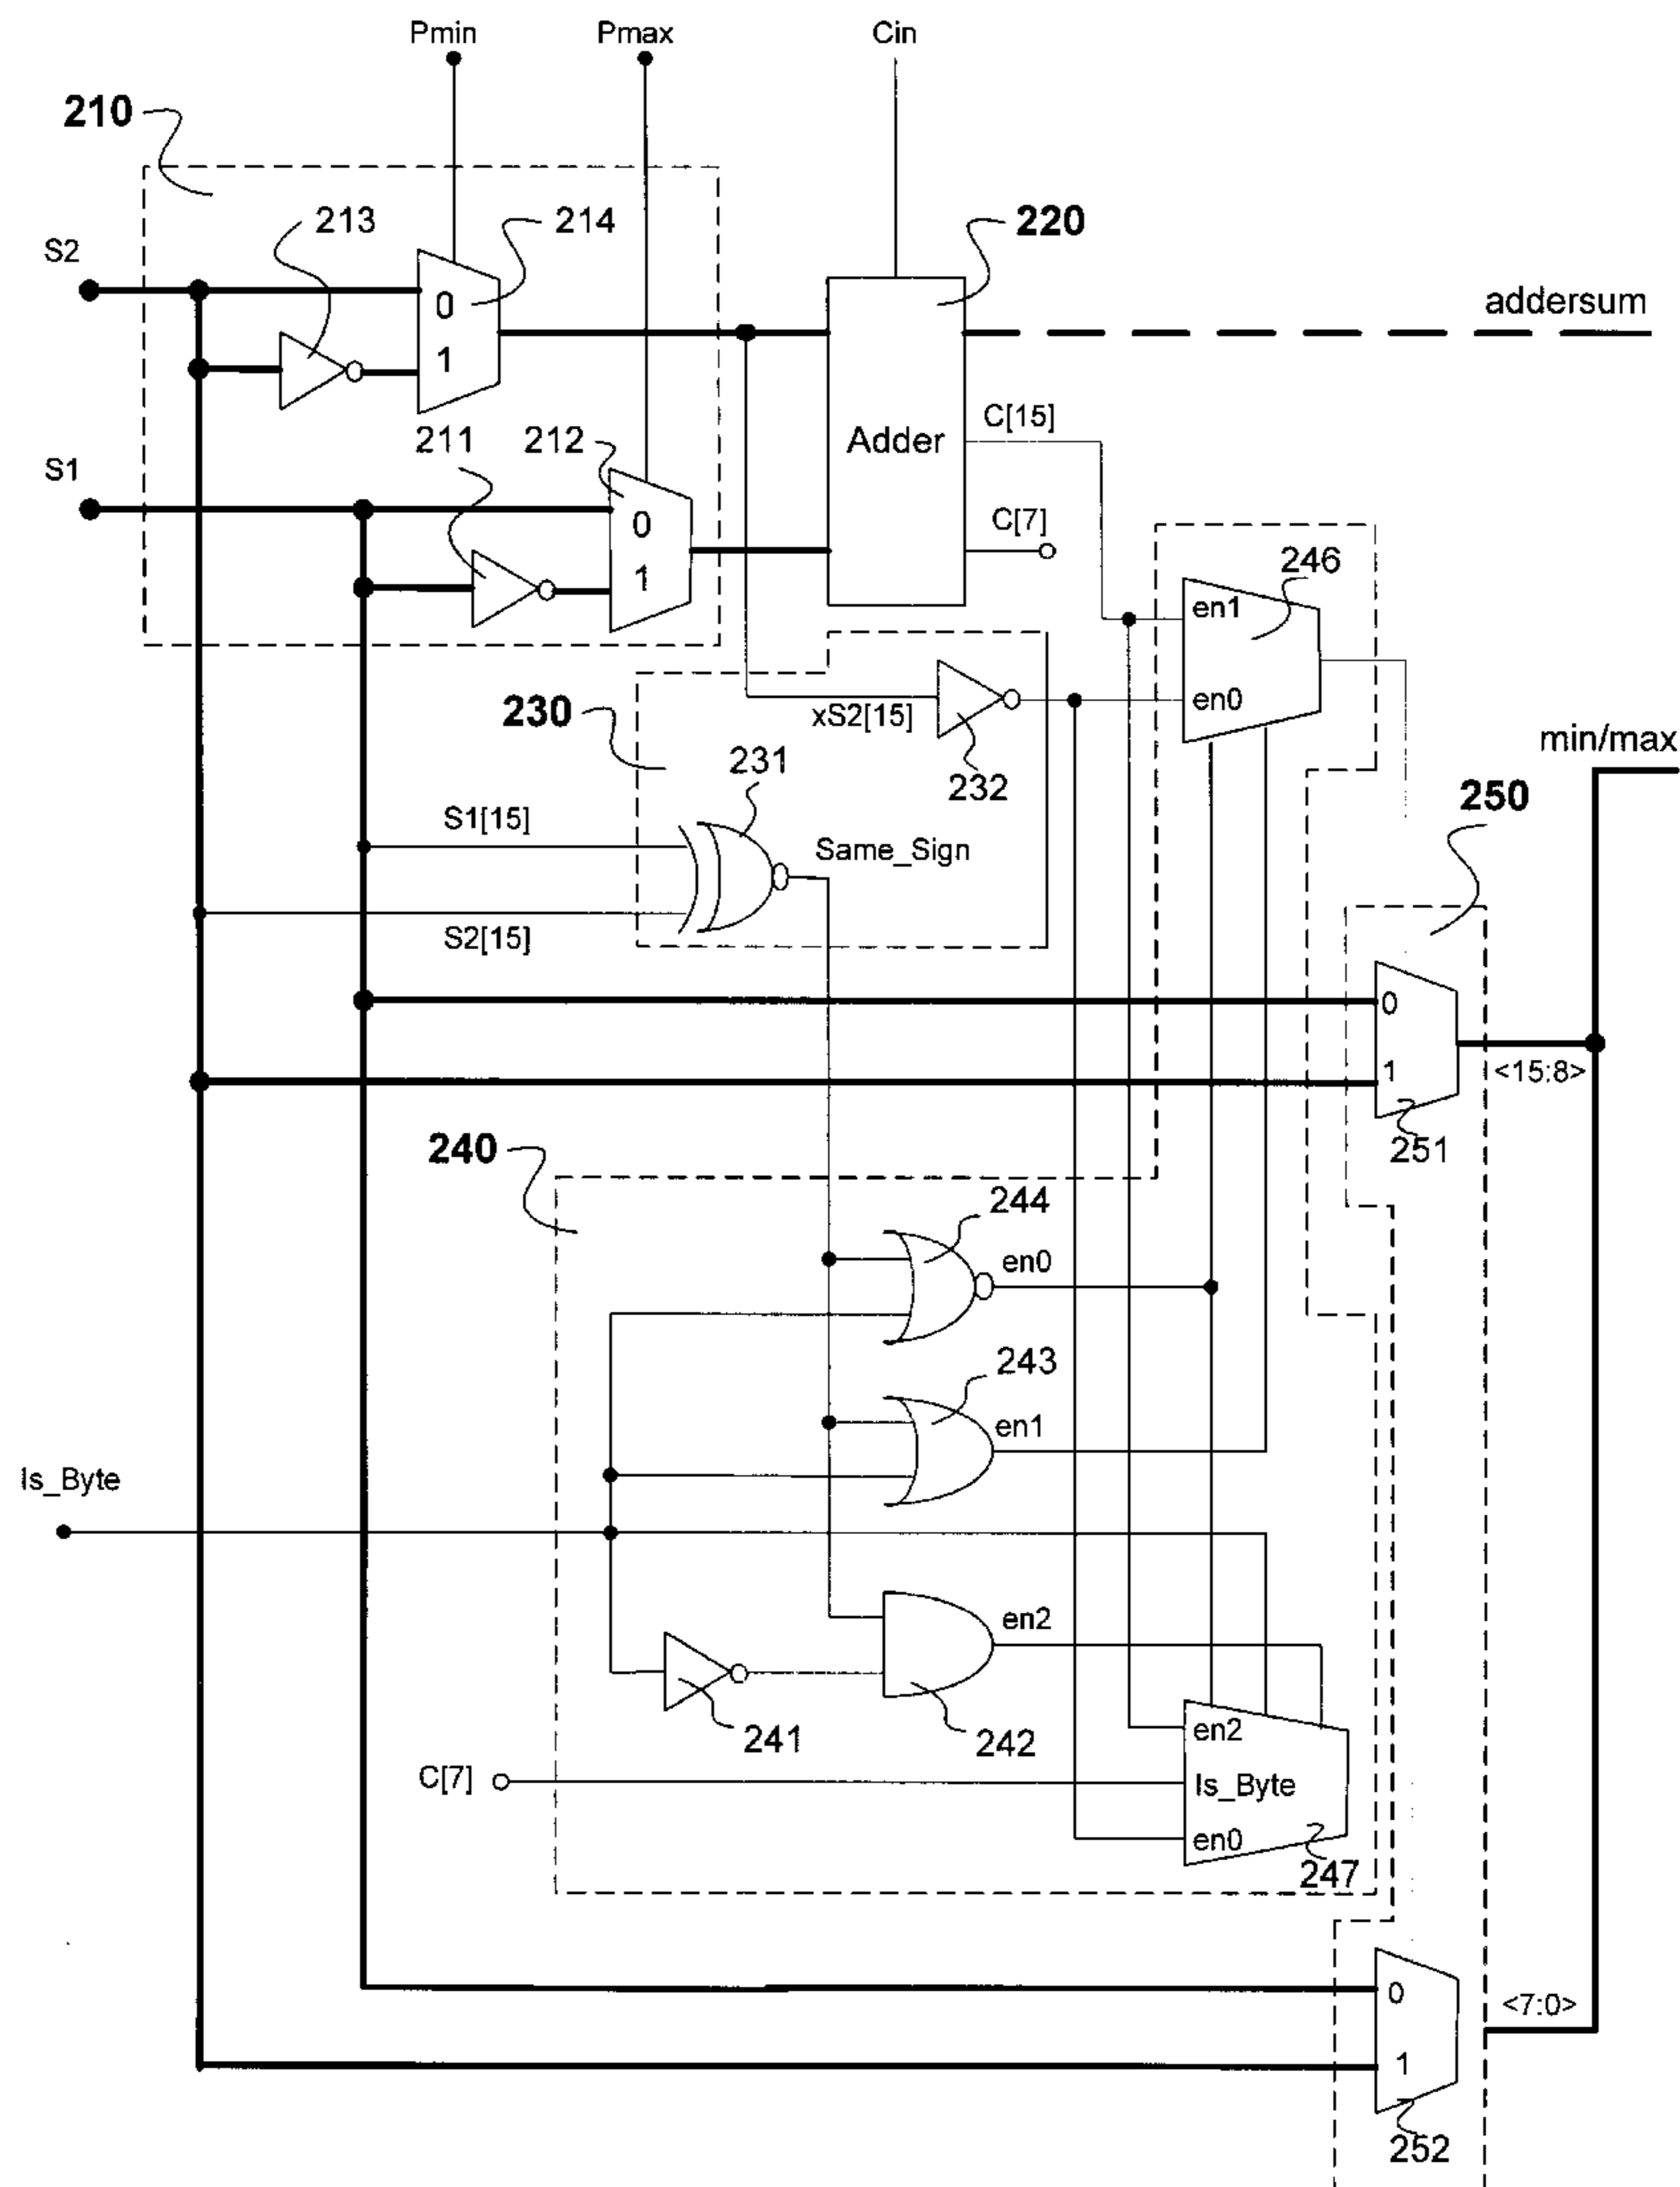 Pmin
Pmax
Cin
210
213
214
220
S2
0
1
addersum
211
212
C[15]
Adder
S1
0
1
C[7]
246
en1
en0
230
xS2[15]
232
231
min/max
250
S1[15]
Same_Sign
S2[15]
0
1
<15:8>
251
240
244
en0
243
en1
Is_Byte
en2
241
242
en2
C[7]
Is_Byte
en0
247
0
<7:0>
1
252